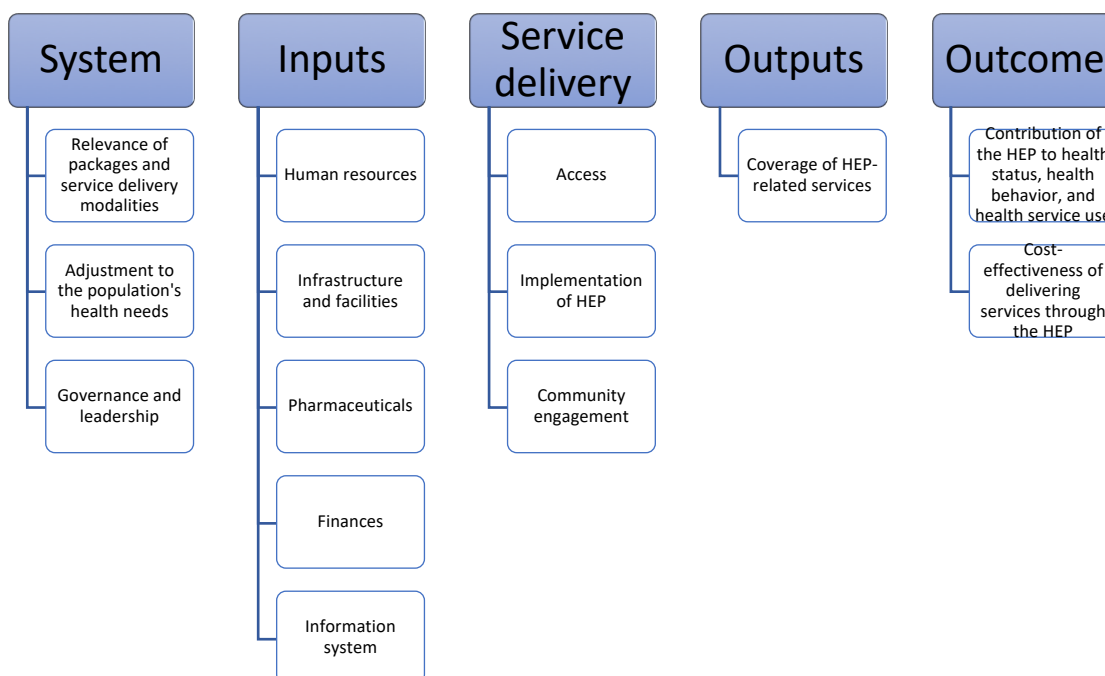 System
Relevance of
packages and
service delivery
modalities
Adjustment to
the population's
health needs
Governance and
leadership
Inputs
Human resources
Infrastructure
and facilities
Pharmaceuticals
Finances
Information
system
Service
delivery
Access
Implementation
of HEP
Community
engagement
Outputs
Coverage of HEP-
related services
Outcome
Contribution of
the HEP to health
status, health
behavior, and
health service use
Cost-
effectiveness of
delivering
services through
the HEP